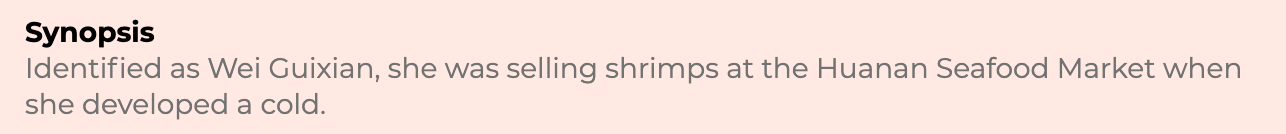 Synopsis
Identified as Wei Guixian, she was selling shrimps at the Huanan Seafood Market when
she developed a cold.